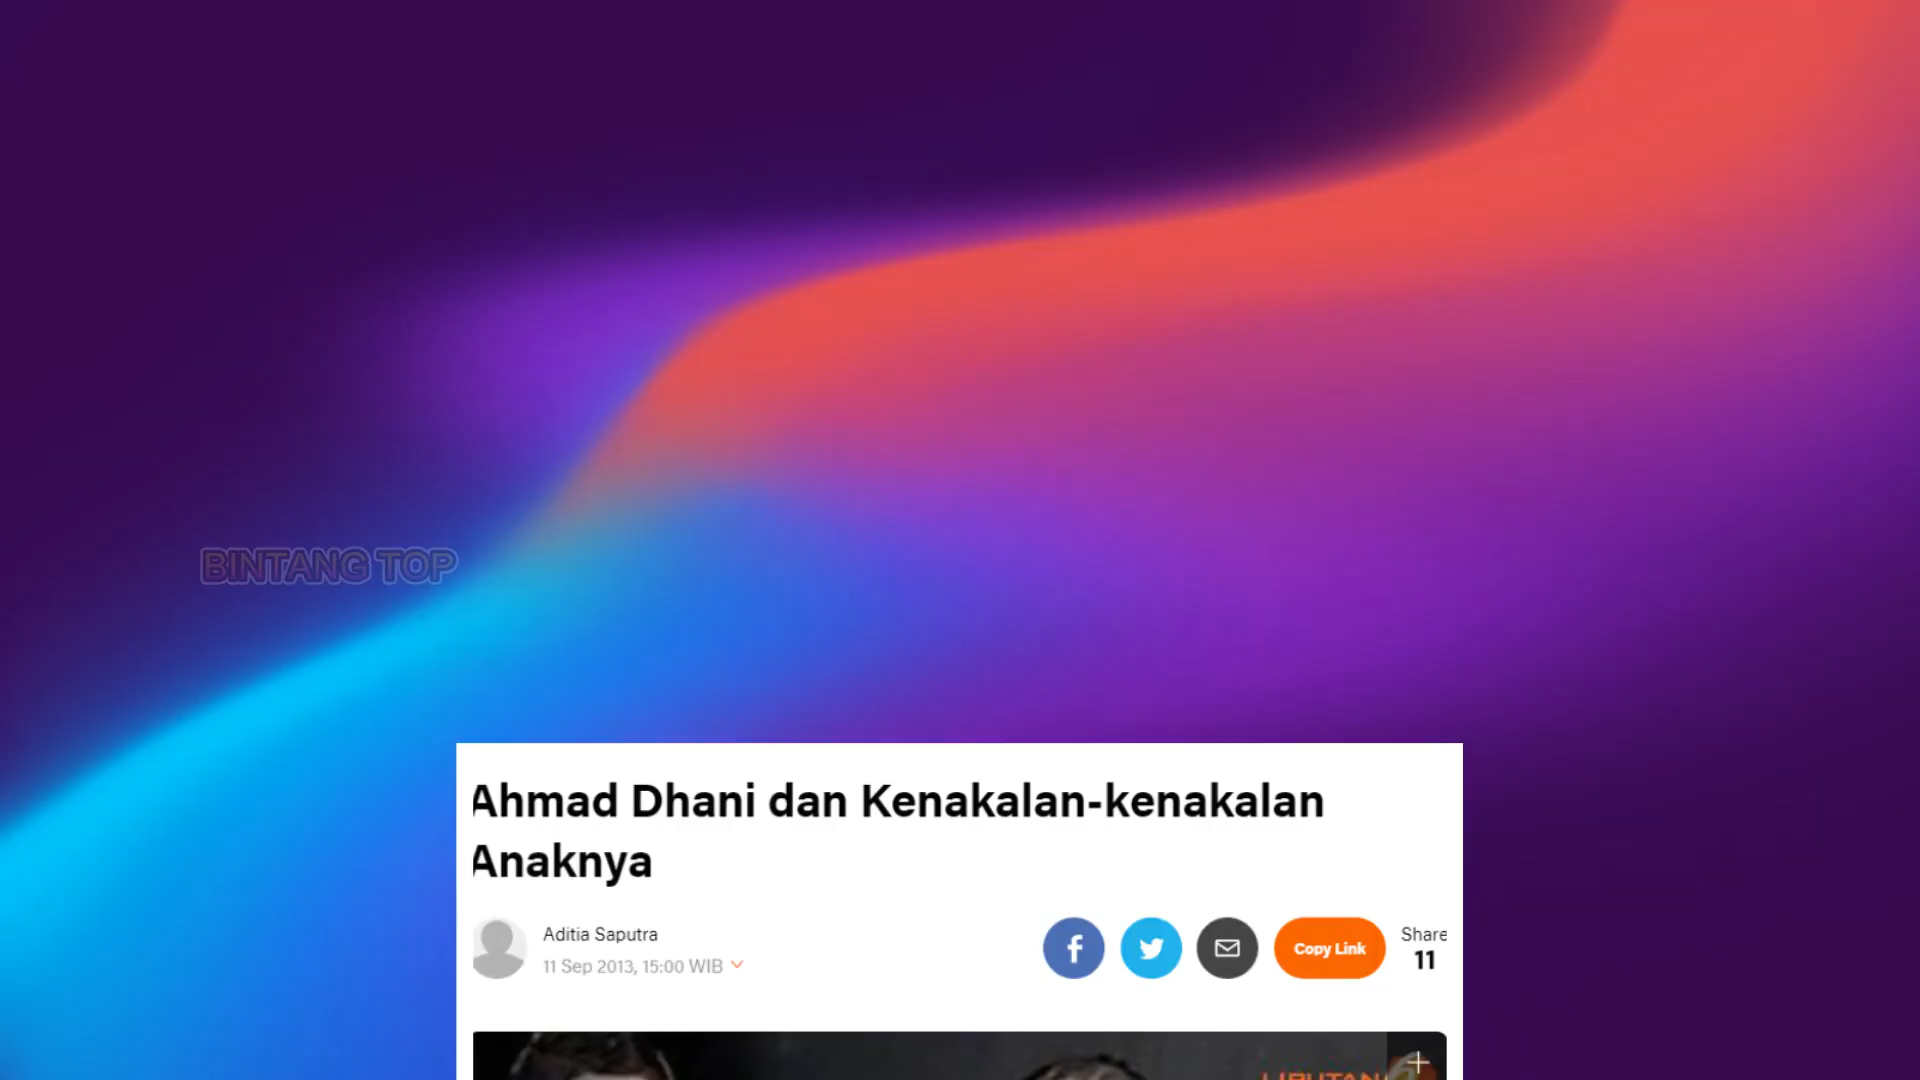 BINTANG TOP
Ahmad Dhani dan Kenakalan-kenakalan
Anaknya
Aditia Saputra
11 Sep 2013, 15:00 WIB
Copy Link
Share
11